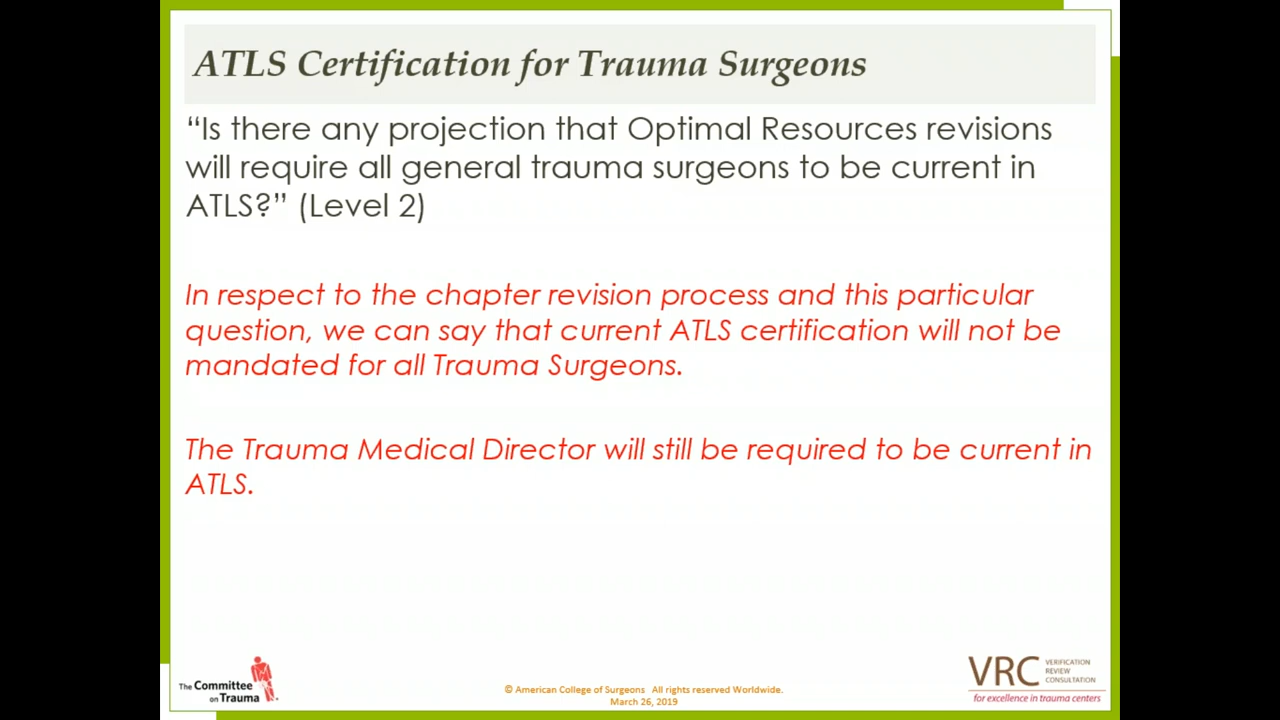 ATLS Certification for Trauma Surgeons
“Is there any projection that Optimal Resources revisions
will require all general trauma surgeons to be current in
ATLS?” (Level 2)
In respect to the chapter revision process and this particular
question, we can say that current ATLS certification will not be
mandated for all Trauma Surgeons.
The Trauma Medical Director will still be required to be current in
ATLS.
The Committee
on Trauma
© American College of Surgeons All rights reserved Worldwide.
March 26, 2019
VRC
VERIFICATION
REVIEW
CONSULTATION
for excellence in trauma centers